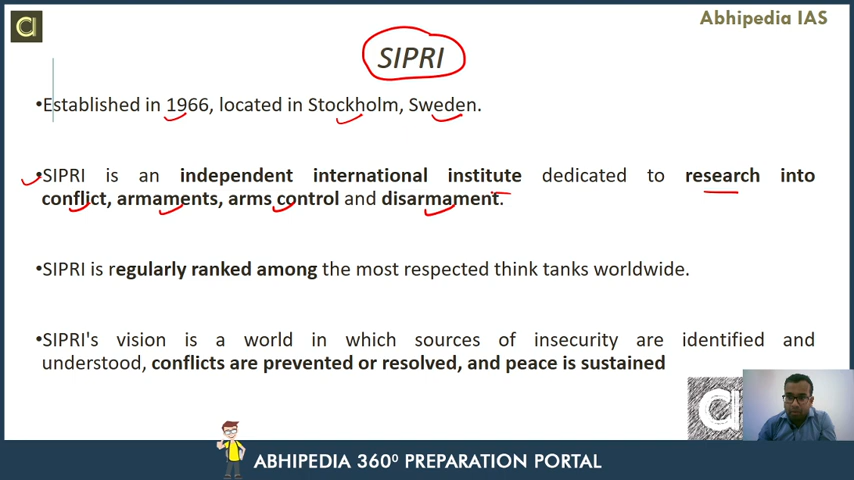 a
Abhipedia IAS
SIPRI
•Established in 1966, located in Stockholm, Sweden.
•SIPRI is an independent international institute dedicated to research into
conflict, armaments, arms control and disarmament.
•SIPRI is regularly ranked among the most respected think tanks worldwide.
•SIPRI's vision is a world in which sources of insecurity are identified and
understood, conflicts are prevented or resolved, and peace is sustained
a
ABHIPEDIA 360⁰ PREPARATION PORTAL